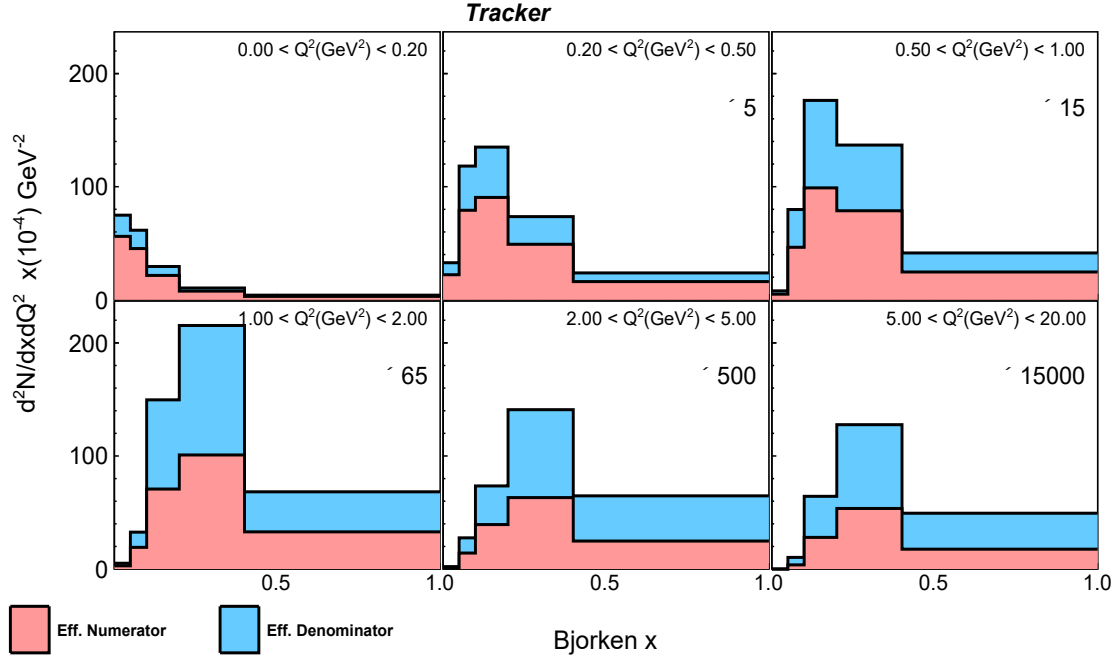 Tracker
0.00 < Q²(GeV²) < 0.20
0.20 < Q²(GeV²) < 0.50
0.50 < Q²(GeV²) < 1.00
´ 5
´ 15
200
100
0
d²N/dxdQ² x(10⁻⁴) GeV⁻²
1.00 < Q²(GeV²) < 2.00
2.00 < Q²(GeV²) < 5.00
5.00 < Q²(GeV²) < 20.00
´ 65
´ 500
´ 15000
200
100
0
0.5 1.0 0.5 1.0 0.5 1.0
Eff. Numerator
Eff. Denominator
Bjorken x